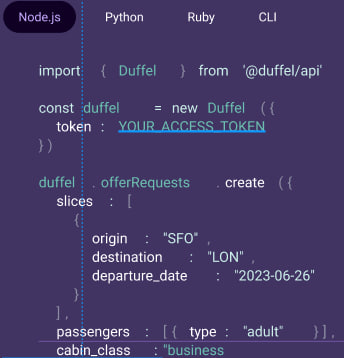 Node.js Python Ruby CLI
import { Duffel } from '@duffel/api'
const duffel = new Duffel ({
token : YOUR_ACCESS_TOKEN
})
duffel .offerRequests .create ({
slices : [
{
origin : "SFO" ,
destination : "LON" ,
departure_date : "2023-06-26"
}
],
passengers : [{ type : "adult" }],
cabin_class : "business